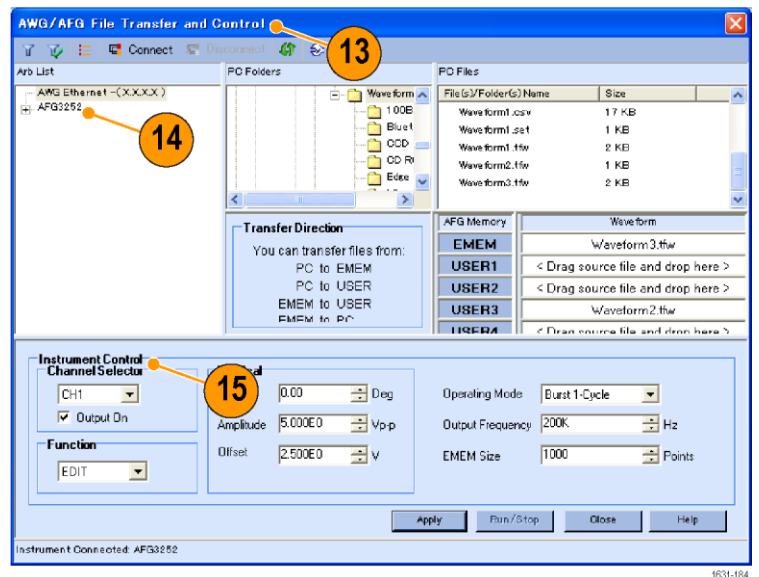 AWG/AFG File Transfer and Control
13
Connect
Disconnect
Arb List
PC Folders
PC Files
AWG Ethernet -(X.X.X.X )
AFG3252
14
Waveform
100B
Bluet
CCD
CD R
Edge
File(s)/Folder(s) Name Size
Waveform1.csv 17 KB
Waveform1.set 1 KB
Waveform1.tfw 2 KB
Waveform2.tfw 1 KB
Waveform3.tfw 2 KB
Transfer Direction
You can transfer files from:
PC to EMEM
PC to USER
EMEM to USER
EMEM to PC
AFG Memory Waveform
EMEM Waveform3.tfw
USER1 < Drag source file and drop here >
USER2 < Drag source file and drop here >
USER3 Waveform2.tfw
USER4 < Drag source file and drop here >
Instrument Control
15
Channel Selector
CH1
Output On
Function
EDIT
0.00 Deg
Amplitude 5.000E0 Vp-p
Offset 2.500E0 V
Operating Mode Burst 1-Cycle
Output Frequency 200K Hz
EMEM Size 1000 Points
Apply Run/Stop Close Help
Instrument Connected: AFG3252
1631-184